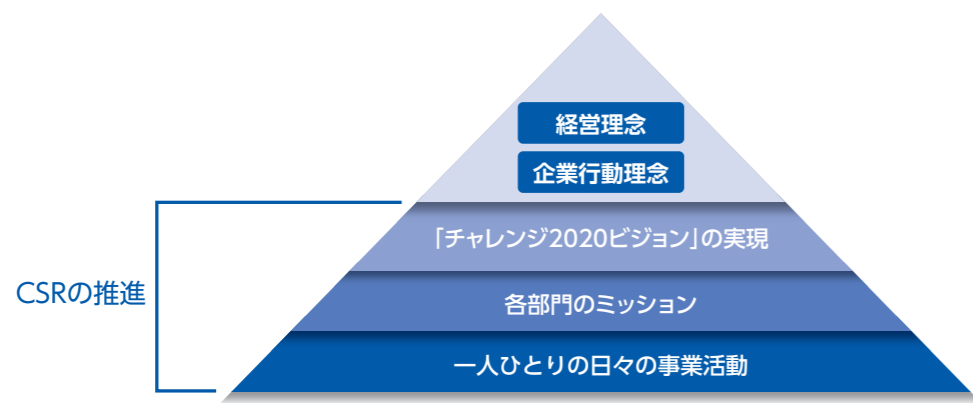 経営理念
企業行動理念
「チャレンジ2020ビジョン」の実現
CSRの推進
各部門のミッション
一人ひとりの日々の事業活動